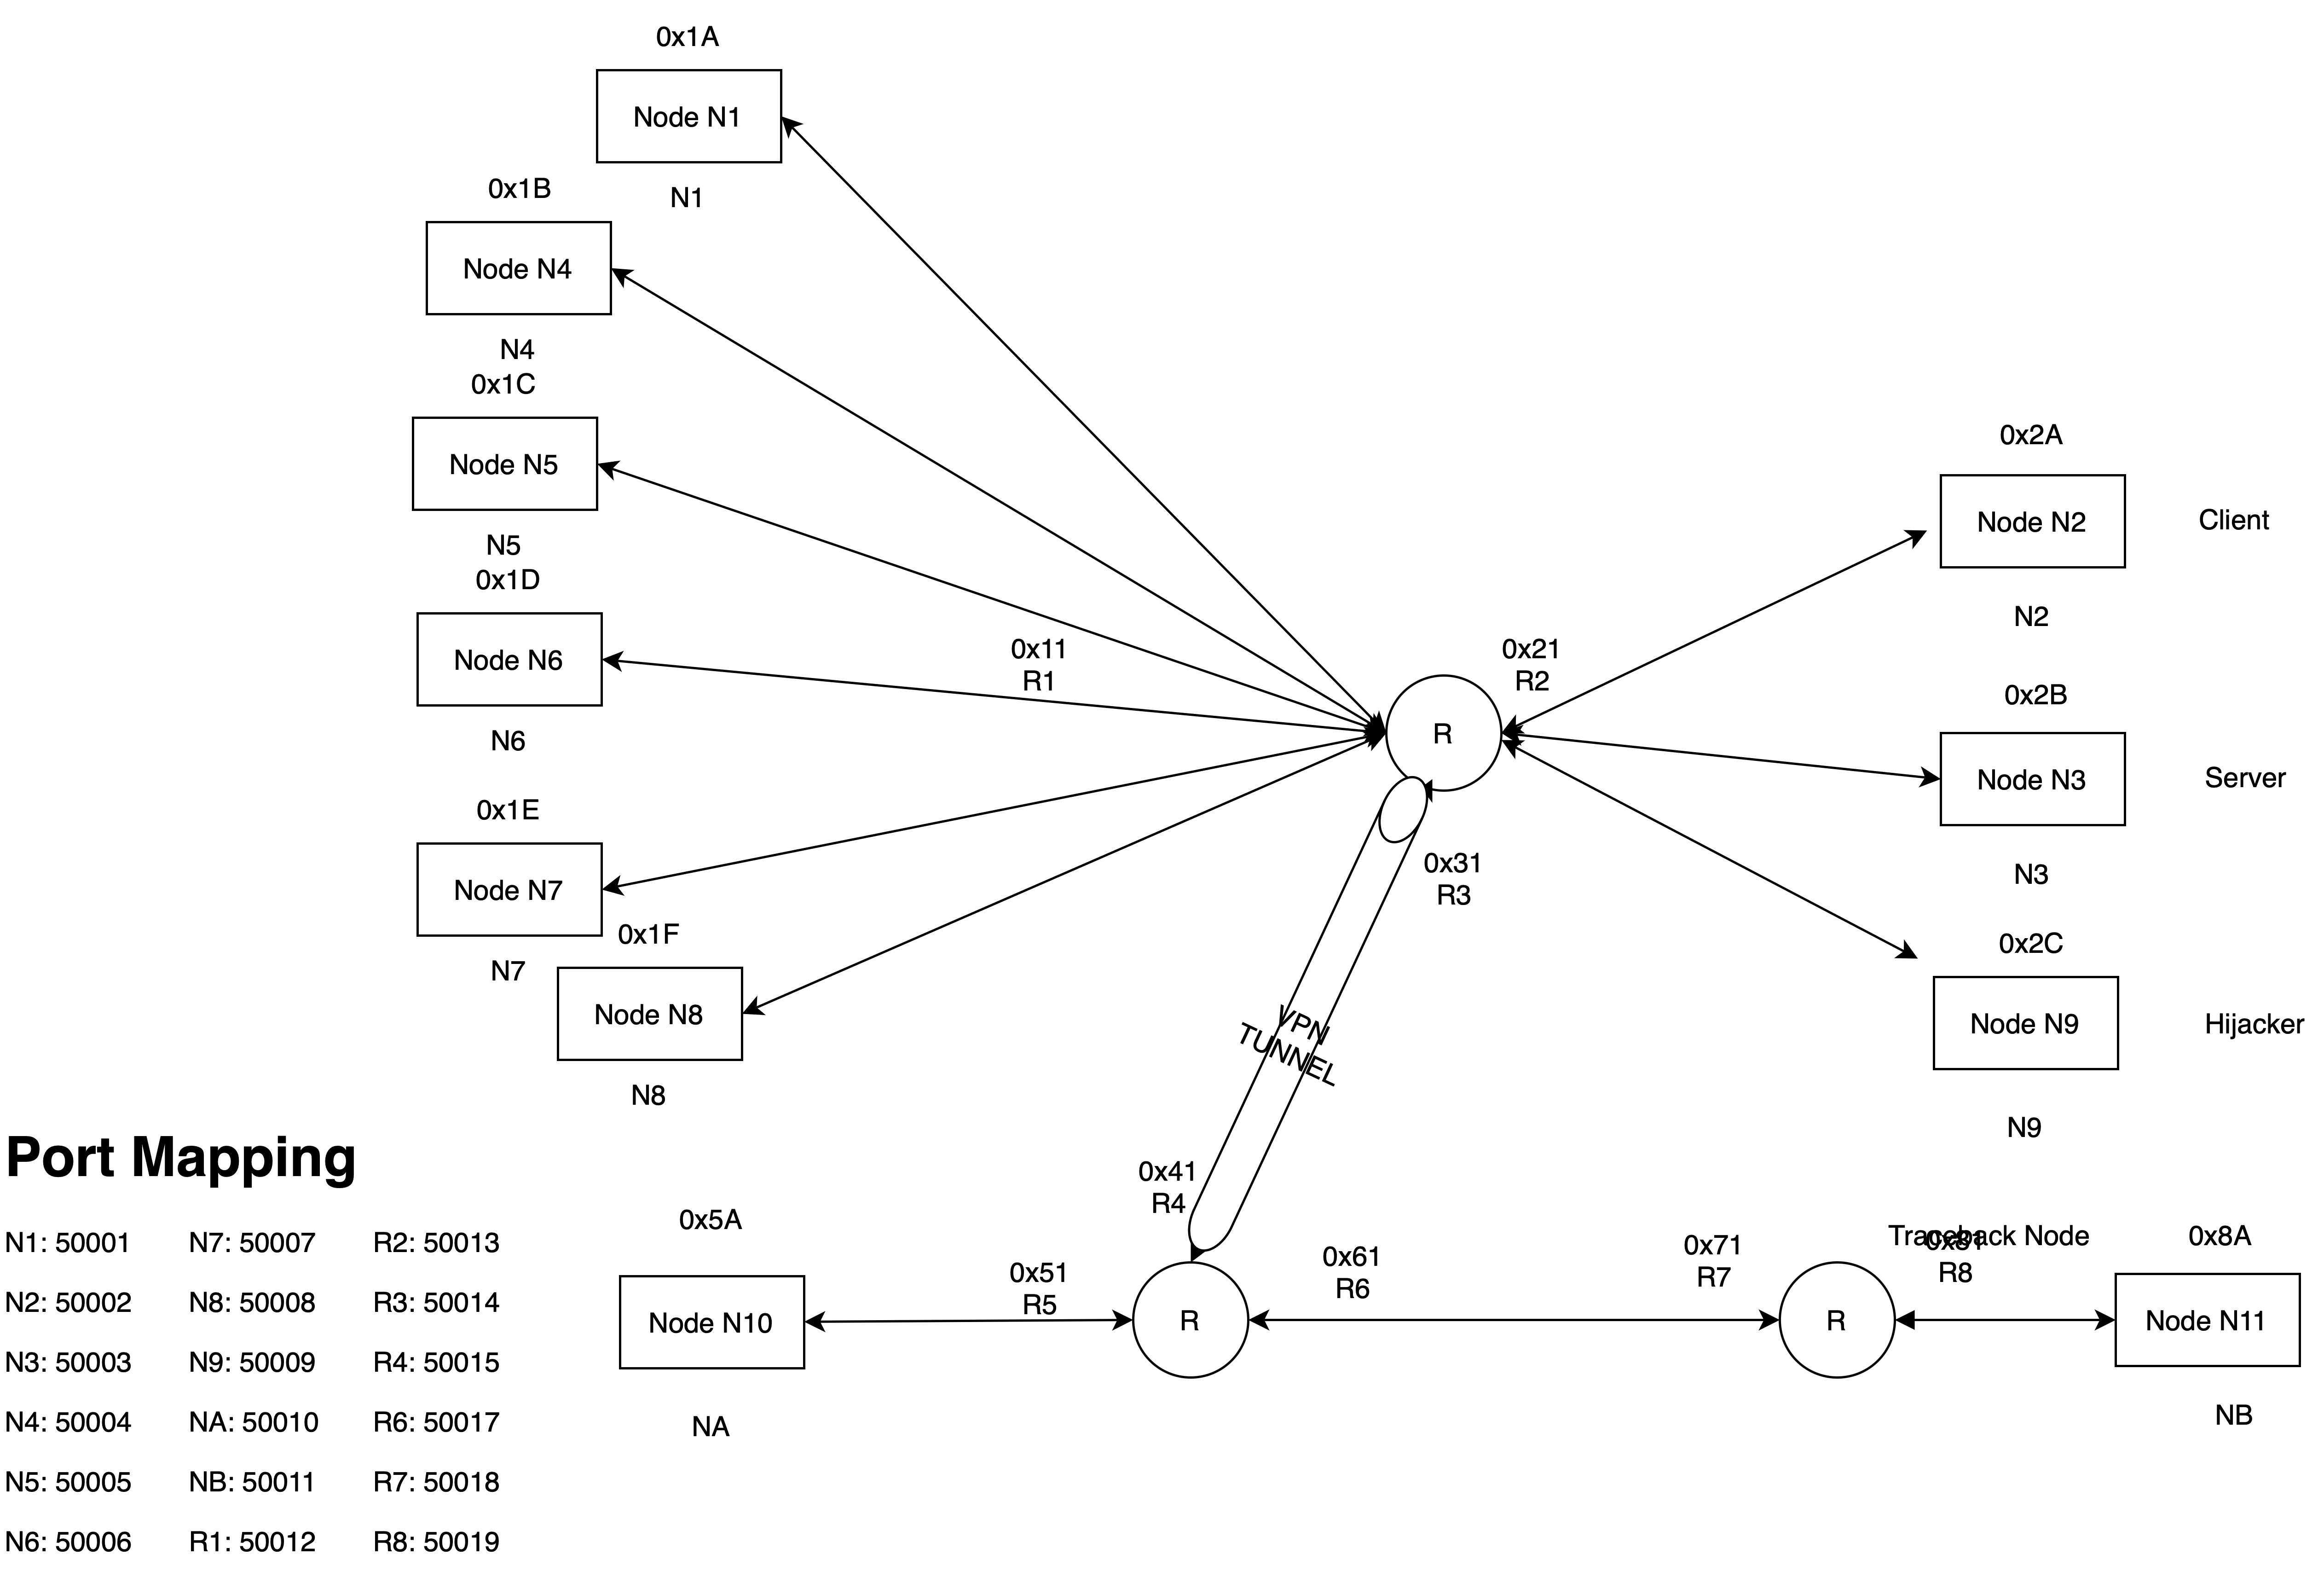 0x1A
Node N1
N1
0x1B
Node N4
N4
0x1C
Node N5
N5
0x1D
Node N6
N6
0x1E
Node N7
N7
0x1F
Node N8
N8
0x11
R1
R
0x21
R2
0x2A
Node N2
Client
N2
0x2B
Node N3
Server
N3
0x2C
Node N9
Hijacker
N9
0x31
R3
VPN
TUNNEL
0x41
R4
0x5A
Node N10
NA
0x51
R5
R
0x61
R6
0x71
R7
R
Traceback Node
R8
0x8A
Node N11
NB
Port Mapping
N1: 50001
N2: 50002
N3: 50003
N4: 50004
N5: 50005
N6: 50006
N7: 50007
N8: 50008
N9: 50009
NA: 50010
NB: 50011
R1: 50012
R2: 50013
R3: 50014
R4: 50015
R6: 50017
R7: 50018
R8: 50019